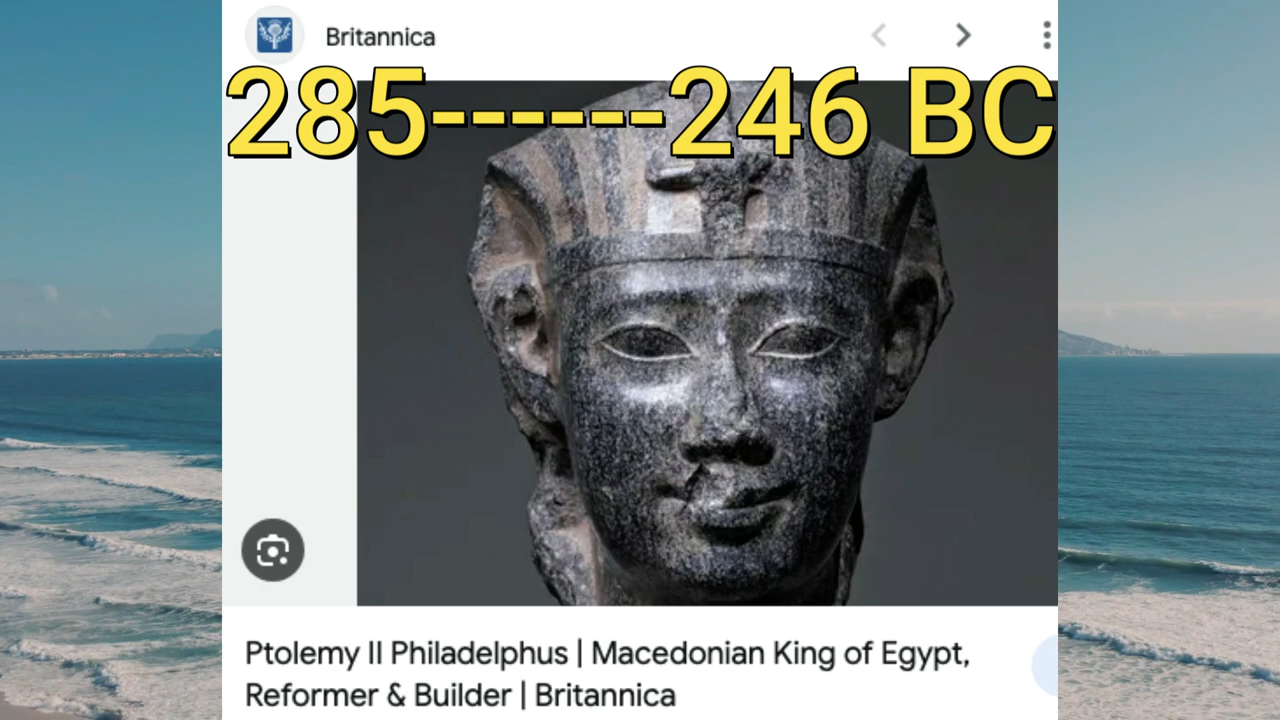 Britannica
285------246 BC
Ptolemy II Philadelphus | Macedonian King of Egypt,
Reformer & Builder | Britannica